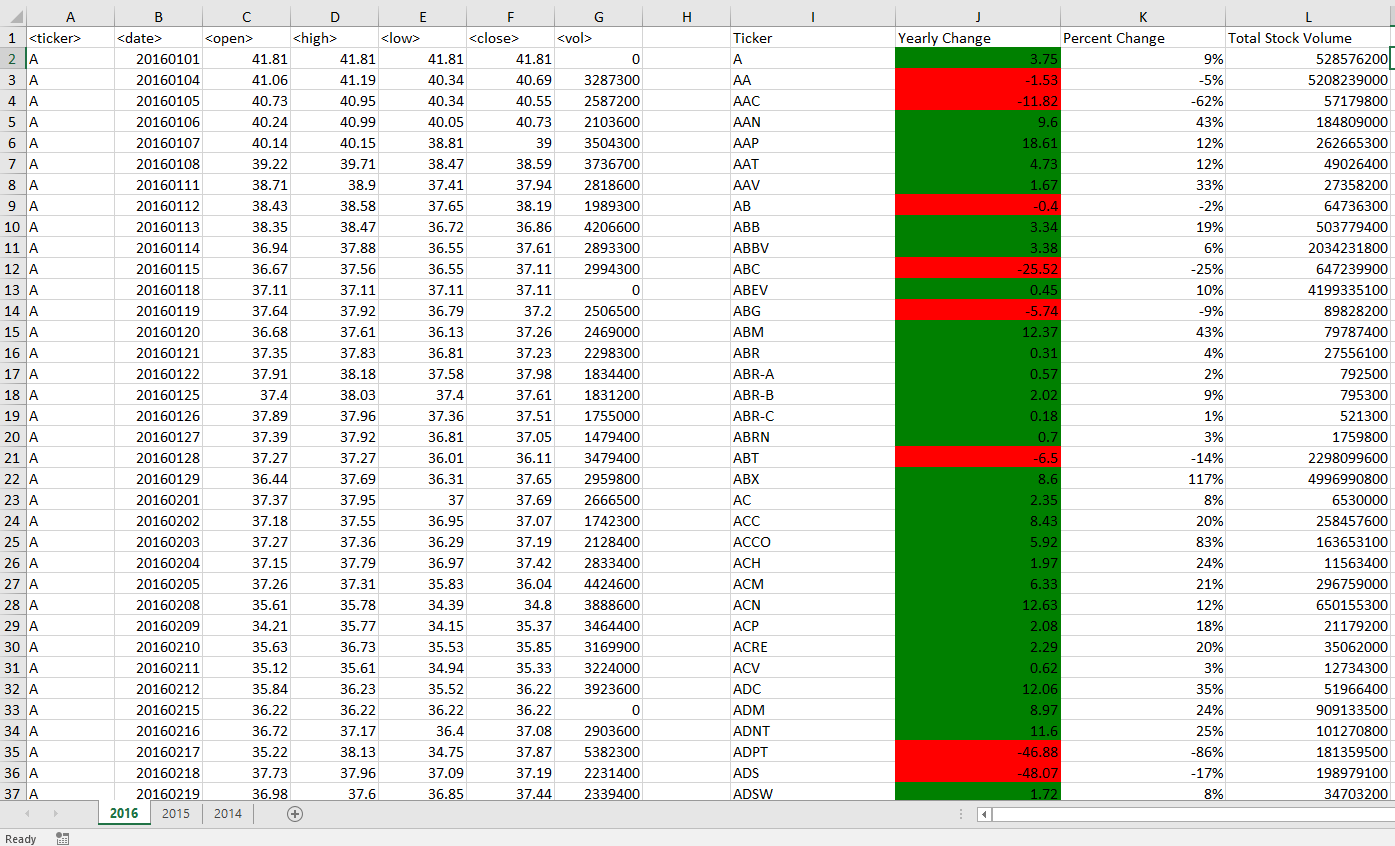 A B C D E F G H I J K L
1 <ticker> <date> <open> <high> <low> <close> <vol> Ticker Yearly Change Percent Change Total Stock Volume
2 A 20160101 41.81 41.81 41.81 41.81 0 A 3.75 9% 528576200
3 A 20160104 41.06 41.19 40.34 40.69 3287300 AA -1.53 -5% 5208239000
4 A 20160105 40.73 40.95 40.34 40.55 2587200 AAC -11.82 -62% 57179800
5 A 20160106 40.24 40.99 40.05 40.73 2103600 AAN 9.6 43% 184809000
6 A 20160107 40.14 40.15 38.81 39 3504300 AAP 18.61 12% 262665300
7 A 20160108 39.22 39.71 38.47 38.59 3736700 AAT 4.73 12% 49026400
8 A 20160111 38.71 38.9 37.41 37.94 2818600 AAV 1.67 33% 27358200
9 A 20160112 38.43 38.58 37.65 38.19 1989300 AB -0.4 -2% 64736300
10 A 20160113 38.35 38.47 36.72 36.86 4206600 ABB 3.34 19% 503779400
11 A 20160114 36.94 37.88 36.55 37.61 2893300 ABBV 3.38 6% 2034231800
12 A 20160115 36.67 37.56 36.55 37.11 2994300 ABC -25.52 -25% 647239900
13 A 20160118 37.11 37.11 37.11 37.11 0 ABEV 0.45 10% 4199335100
14 A 20160119 37.64 37.92 36.79 37.2 2506500 ABG -5.74 -9% 89828200
15 A 20160120 36.68 37.61 36.13 37.26 2469000 ABM 12.37 43% 79787400
16 A 20160121 37.35 37.83 36.81 37.23 2298300 ABR 0.31 4% 27556100
17 A 20160122 37.91 38.18 37.58 37.98 1834400 ABR-A 0.57 2% 792500
18 A 20160125 37.4 38.03 37.4 37.61 1831200 ABR-B 2.02 9% 795300
19 A 20160126 37.89 37.96 37.36 37.51 1755000 ABR-C 0.18 1% 521300
20 A 20160127 37.39 37.92 36.81 37.05 1479400 ABRN 0.7 3% 1759800
21 A 20160128 37.27 37.27 36.01 36.11 3479400 ABT -6.5 -14% 2298099600
22 A 20160129 36.44 37.69 36.31 37.65 2959800 ABX 8.6 117% 4996990800
23 A 20160201 37.37 37.95 37 37.69 2666500 AC 2.35 8% 6530000
24 A 20160202 37.18 37.55 36.95 37.07 1742300 ACC 8.43 20% 258457600
25 A 20160203 37.27 37.36 36.29 37.19 2128400 ACCO 5.92 83% 163653100
26 A 20160204 37.15 37.79 36.97 37.42 2833400 ACH 1.97 24% 11563400
27 A 20160205 37.26 37.31 35.83 36.04 4424600 ACM 6.33 21% 296759000
28 A 20160208 35.61 35.78 34.39 34.8 3888600 ACN 12.63 12% 650155300
29 A 20160209 34.21 35.77 34.15 35.37 3464400 ACP 2.08 18% 21179200
30 A 20160210 35.63 36.73 35.53 35.85 3169900 ACRE 2.29 20% 35062000
31 A 20160211 35.12 35.61 34.94 35.33 3224000 ACV 0.62 3% 12734300
32 A 20160212 35.84 36.23 35.52 36.22 3923600 ADC 12.06 35% 51966400
33 A 20160215 36.22 36.22 36.22 36.22 0 ADM 8.97 24% 909133500
34 A 20160216 36.72 37.17 36.4 37.08 2903600 ADNT 11.6 25% 101270800
35 A 20160217 35.22 38.13 34.75 37.87 5382300 ADPT -46.88 -86% 181359500
36 A 20160218 37.73 37.96 37.09 37.19 2231400 ADS -48.07 -17% 198979100
37 A 20160219 36.98 37.6 36.85 37.44 2339400 ADSW 1.72 8% 34703200
2016 2015 2014
Ready